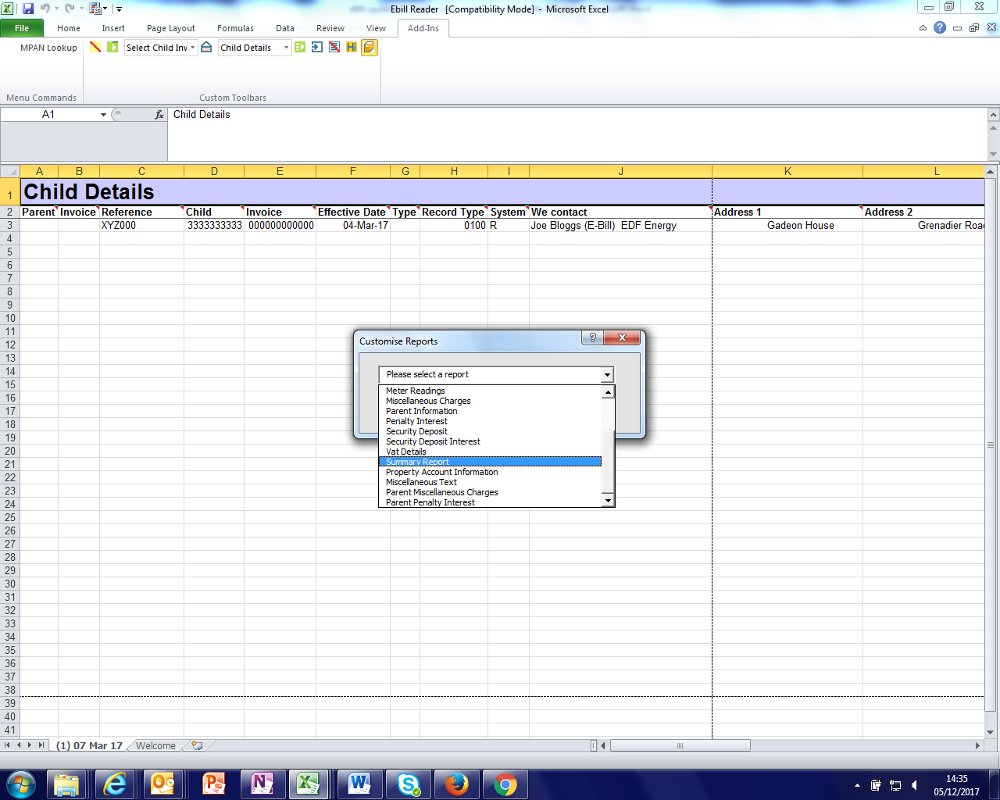 Ebill Reader [Compatibility Mode] - Microsoft Excel
File Home Insert Page Layout Formulas Data Review View Add-Ins
MPAN Lookup Select Child Inv Child Details Hi
Menu Commands Custom Toolbars
A1 fx Child Details
A B C D E F G H I J K L
1 Child Details
2 Parent Invoice Reference Child Invoice Effective Date Type Record Type System We contact Address 1 Address 2
3 XYZ000 3333333333 000000000000 04-Mar-17 0100 R Joe Bloggs (E-Bill) EDF Energy Gadeon House Grenadier Road
4
5
6
7
8
9
10
11
12
13
14
15
16
17
18
19
20
21
22
23
24
25
26
27
28
29
30
31
32
33
34
35
36
37
38
39
40
41
Customise Reports
Please select a report
Meter Readings
Miscellaneous Charges
Parent Information
Penalty Interest
Security Deposit
Security Deposit Interest
Vat Details
Summary Report
Property Account Information
Miscellaneous Text
Parent Miscellaneous Charges
Parent Penalty Interest
(1) 07 Mar 17 Welcome
14:35
05/12/2017